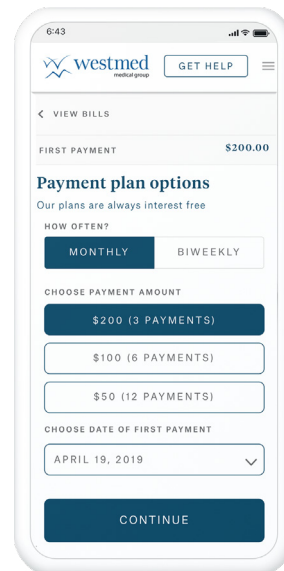 6:43
westmed
medical group
GET HELP
VIEW BILLS
FIRST PAYMENT $200.00
Payment plan options
Our plans are always interest free
HOW OFTEN?
MONTHLY BIWEEKLY
CHOOSE PAYMENT AMOUNT
$200 (3 PAYMENTS)
$100 (6 PAYMENTS)
$50 (12 PAYMENTS)
CHOOSE DATE OF FIRST PAYMENT
APRIL 19, 2019
CONTINUE